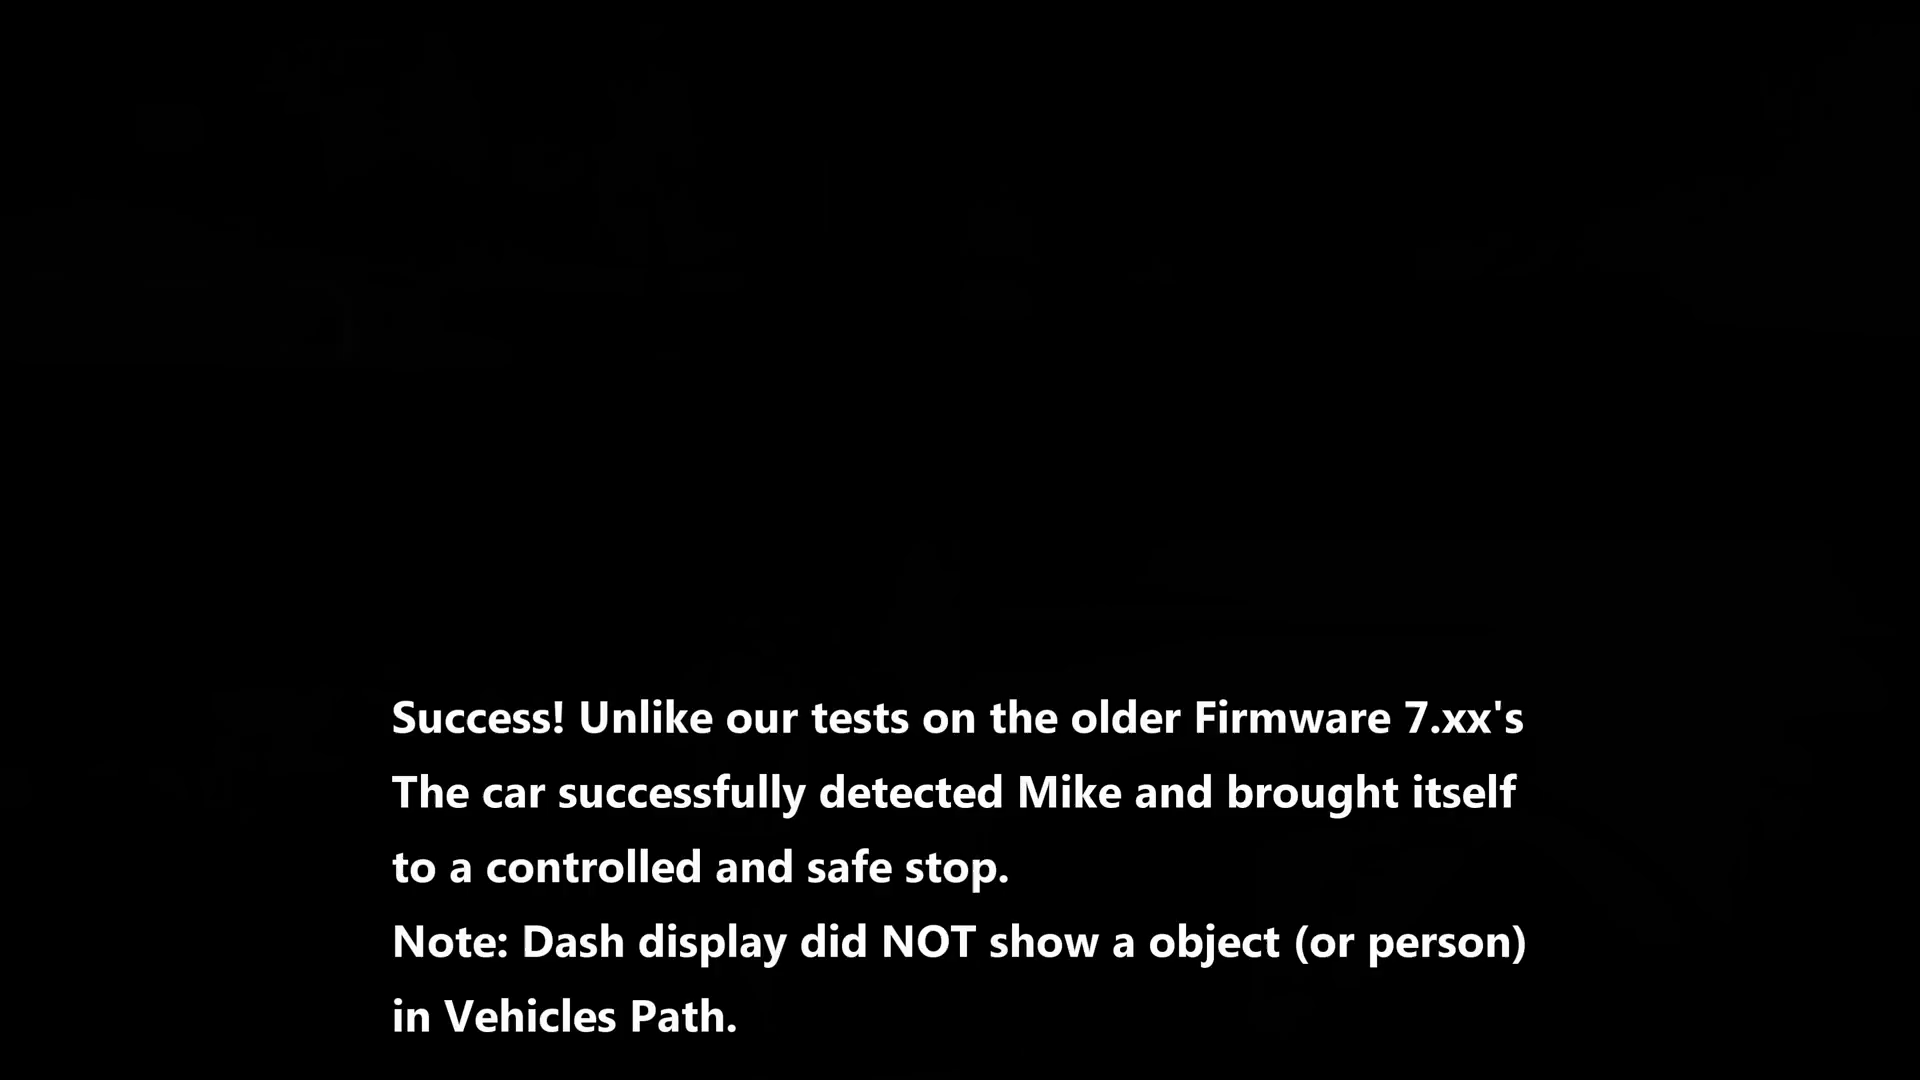 Success! Unlike our tests on the older Firmware 7.xx's
The car successfully detected Mike and brought itself
to a controlled and safe stop.
Note: Dash display did NOT show a object (or person)
in Vehicles Path.